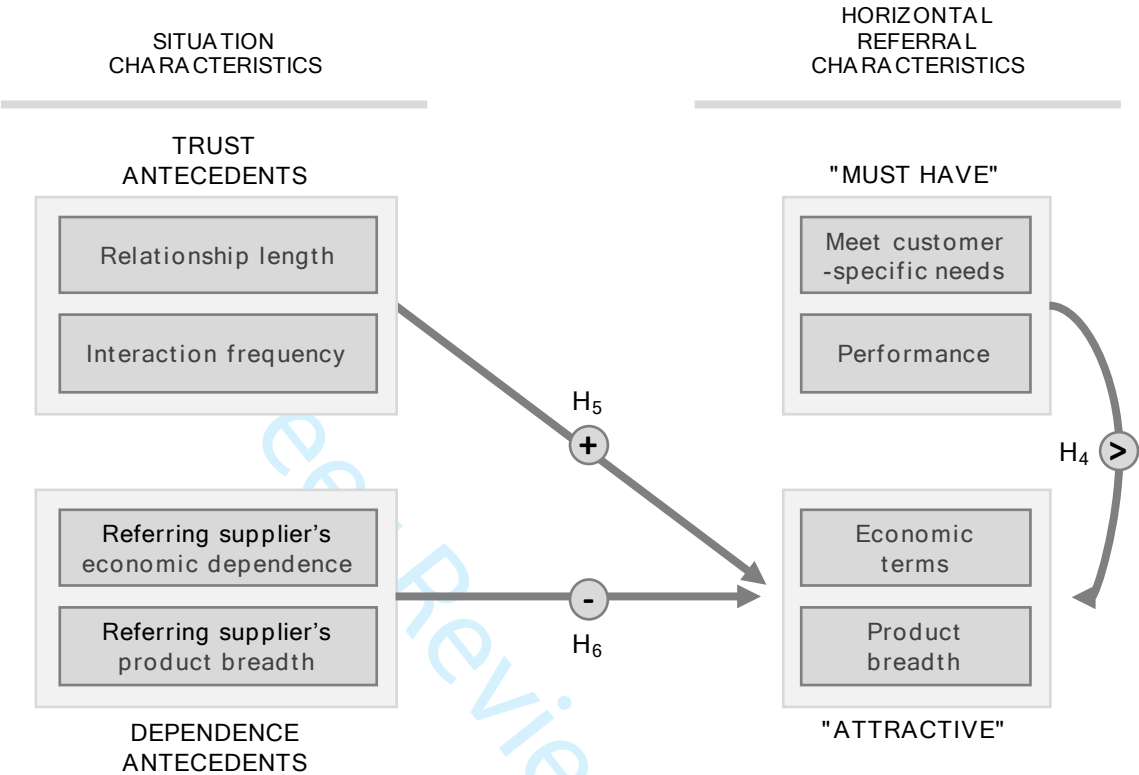 SITUATION
CHARACTERISTICS
HORIZONTAL
REFERRAL
CHARACTERISTICS
TRUST
ANTECEDENTS
Relationship length
Interaction frequency
Referring supplier's
economic dependence
Referring supplier's
product breadth
DEPENDENCE
ANTECEDENTS
H5
+
-
H6
"MUST HAVE"
Meet customer
-specific needs
Performance
H4 >
Economic
terms
Product
breadth
"ATTRACTIVE"
Review